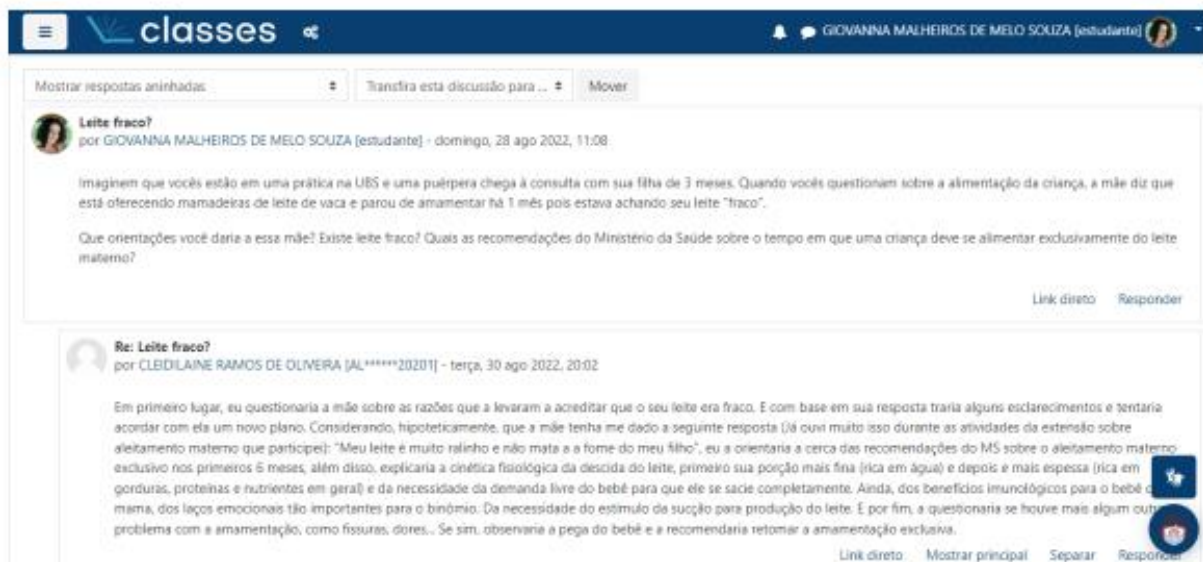 classes
GIOVANNA MALHEIROS DE MELO SOUZA [estudante]
Mostrar respostas aninhadas
Transfira esta discussão para ...
Mover
Leite fraco?
por GIOVANNA MALHEIROS DE MELO SOUZA [estudante] - domingo, 28 ago 2022, 11:08
Imaginem que vocês estão em uma prática na UBS e uma puérpera chega à consulta com sua filha de 3 meses. Quando vocês questionam sobre a alimentação da criança, a mãe diz que
está oferecendo mamadeiras de leite de vaca e parou de amamentar há 1 mês pois estava achando seu leite "fraco".
Que orientações você daria a essa mãe? Existe leite fraco? Quais as recomendações do Ministério da Saúde sobre o tempo em que uma criança deve se alimentar exclusivamente do leite
materno?
Link direto Responder
Re: Leite fraco?
por CLEIDILAINE RAMOS DE OLIVEIRA [AL******20201] - terça, 30 ago 2022, 20:02
Em primeiro lugar, eu questionaria a mãe sobre as razões que a levaram a acreditar que o seu leite era fraco. E com base em sua resposta traria alguns esclarecimentos e tentaria
acordar com ela um novo plano. Considerando, hipoteticamente, que a mãe tenha me dado a seguinte resposta (Já ouvi muito isso durante as atividades da extensão sobre
aleitamento materno que participei): "Meu leite é muito ralinho e não mata a a fome do meu filho", eu a orientaria a cerca das recomendações do MS sobre o aleitamento materno
exclusivo nos primeiros 6 meses, além disso, explicaria a cinética fisiológica da descida do leite, primeiro sua porção mais fina (rica em água) e depois e mais espessa (rica em
gorduras, proteínas e nutrientes em geral) e da necessidade da demanda livre do bebê para que ele se sacie completamente. Ainda, dos benefícios imunológicos para o bebê
mama, dos laços emocionais tão importantes para o binômio. Da necessidade do estímulo da sucção para produção do leite. E por fim, a questionaria se houve mais algum
problema com a amamentação, como fissuras, dores... Se sim, observaria a pega do bebê e a recomendaria retomar a amamentação exclusiva.
Link direto Mostrar principal Separar Responder